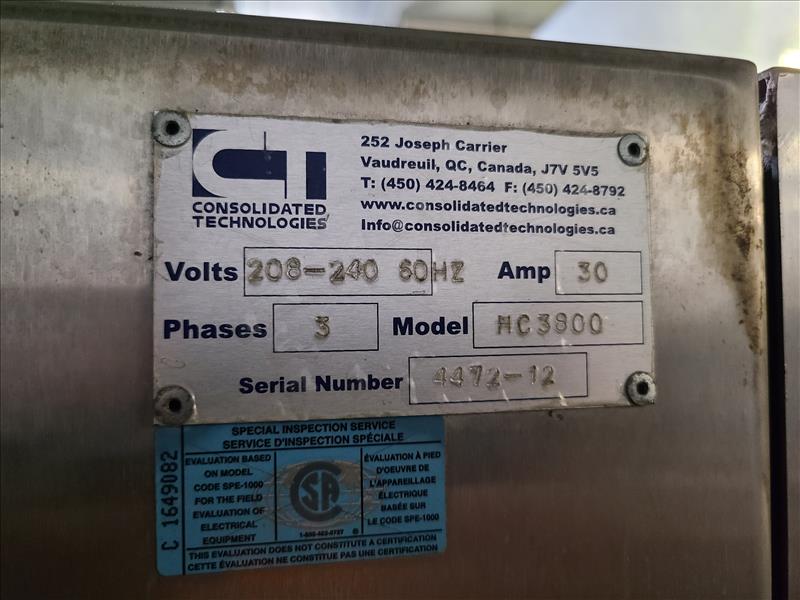 CT
CONSOLIDATED
TECHNOLOGIES
252 Joseph Carrier
Vaudreuil, QC, Canada, J7V 5V5
T: (450) 424-8464 F: (450) 424-8792
www.consolidatedtechnologies.ca
Info@consolidatedtechnologies.ca
Volts 208-240 60HZ Amp 30
Phases 3 Model MC3800
Serial Number 4472-12
SPECIAL INSPECTION SERVICE
SERVICE D'INSPECTION SPÉCIALE
C 1649082
EVALUATION BASED
ON MODEL
CODE SPE-1000
FOR THE FIELD
EVALUATION OF
ELECTRICAL
EQUIPMENT
CSA
ÉVALUATION À PIED
D'OEUVRE DE
L'APPAREILLAGE
ÉLECTRIQUE
BASÉE SUR
LE CODE SPE-1000
THIS EVALUATION DOES NOT CONSTITUTE A CERTIFICATION
CETTE ÉVALUATION NE CONSTITUE PAS UNE CERTIFICATION